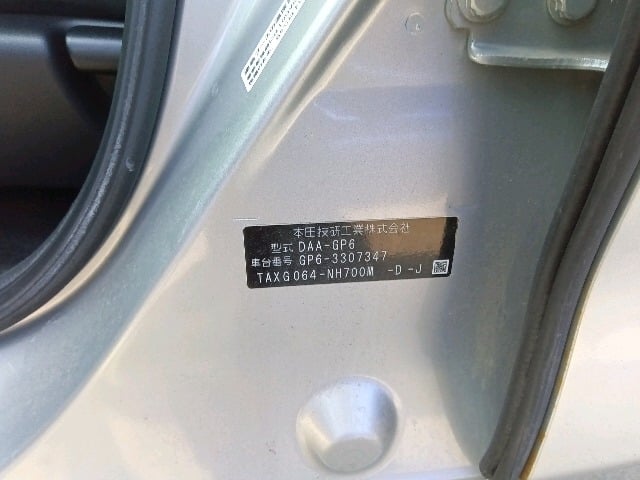 本田技研工業株式会社
型式 DAA-GP6
車台番号 GP6-3307347
TAXG064-NH700M -D -J